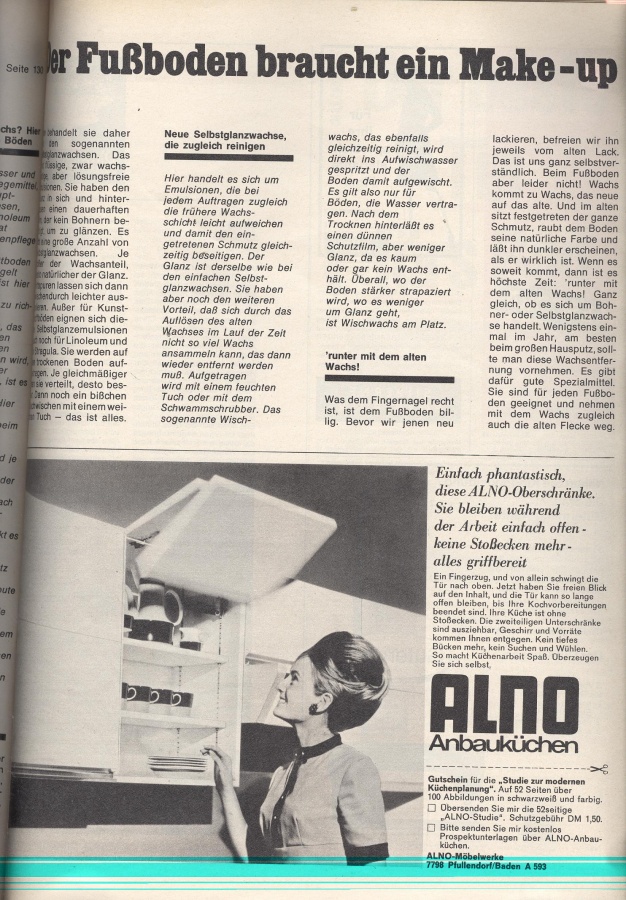 Seite 130
er Fußboden braucht ein Make-up
chs? Hier
Böden
behandelt sie daher
den sogenannten
glanzwachsen. Das
flüssige, zwar wachs-
aber lösungsfreie
Sie haben den
in sich und hinter-
einen dauerhaften
der kein Bohnern be-
um zu glänzen. Es
eine große Anzahl von
Je
der Wachsanteil,
natürlicher der Glanz.
lassen sich dann
durch leichter aus-
Außer für Kunst-
eignen sich die-
Selbstglanzemulsionen
noch für Linoleum und
Stragula. Sie werden auf
trockenen Boden auf-
Je gleichmäßiger
sie verteilt, desto bes-
Dann noch ein bißchen
wischen mit einem wei-
Tuch — das ist alles.
Neue Selbstglanzwachse,
die zugleich reinigen
Hier handelt es sich um
Emulsionen, die bei
jedem Auftragen zugleich
die frühere Wachs-
schicht leicht aufweichen
und damit den ein-
getretenen Schmutz gleich-
zeitig beseitigen. Der
Glanz ist derselbe wie bei
den einfachen Selbst-
glanzwachsen. Sie haben
aber noch den weiteren
Vorteil, daß sich durch das
Auflösen des alten
Wachses im Lauf der Zeit
nicht so viel Wachs
ansammeln kann, das dann
wieder entfernt werden
muß. Aufgetragen
wird mit einem feuchten
Tuch oder mit dem
Schwammschrubber. Das
sogenannte Wisch-
wachs, das ebenfalls
gleichzeitig reinigt, wird
direkt ins Aufwischwasser
gespritzt und der
Boden damit aufgewischt.
Es gilt also nur für
Böden, die Wasser vertra-
gen. Nach dem
Trocknen hinterläßt es
einen dünnen
Schutzfilm, aber weniger
Glanz, da es kaum
oder gar kein Wachs ent-
hält. Überall, wo der
Boden stärker strapaziert
wird, wo es weniger
um Glanz geht,
ist Wischwachs am Platz.
'runter mit dem alten
Wachs!
Was dem Fingernagel recht
ist, ist dem Fußboden bil-
lig. Bevor wir jenen neu
lackieren, befreien wir ihn
jeweils vom alten Lack.
Das ist uns ganz selbstver-
ständlich. Beim Fußboden
aber leider nicht! Wachs
kommt zu Wachs, das neue
auf das alte. Und im alten
sitzt festgetreten der ganze
Schmutz, raubt dem Boden
seine natürliche Farbe und
läßt ihn dunkler erscheinen,
als er wirklich ist. Wenn es
soweit kommt, dann ist es
höchste Zeit: 'runter mit
dem alten Wachs! Ganz
gleich, ob es sich um Boh-
ner- oder Selbstglanzwach-
se handelt. Wenigstens ein-
mal im Jahr, am besten
beim großen Hausputz, soll-
te man diese Wachsentfer-
nung vornehmen. Es gibt
dafür gute Spezialmittel.
Sie sind für jeden Fußbo-
den geeignet und nehmen
mit dem Wachs zugleich
auch die alten Flecke weg.
Einfach phantastisch,
diese ALNO-Oberschränke.
Sie bleiben während
der Arbeit einfach offen -
keine Stoßecken mehr -
alles griffbereit
Ein Fingerzug, und von allein schwingt die
Tür nach oben. Jetzt haben Sie freien Blick
auf den Inhalt, und die Tür kann so lange
offen bleiben, bis Ihre Kochvorbereitungen
beendet sind. Ihre Küche ist ohne
Stoßecken. Die zweiteiligen Unterschränke
sind ausziehbar, Geschirr und Vorräte
kommen Ihnen entgegen. Kein tiefes
Bücken mehr, kein Suchen und Wühlen.
So macht Küchenarbeit Spaß. Überzeugen
Sie sich selbst.
ALNO
Anbauküchen
Gutschein für die „Studie zur modernen
Küchenplanung“. Auf 52 Seiten über
100 Abbildungen in schwarzweiß und farbig.
Übersenden Sie mir die 52seitige
„ALNO-Studie“. Schutzgebühr DM 1,50.
Bitte senden Sie mir kostenlos
Prospektunterlagen über ALNO-Anbau-
küchen.
ALNO-Möbelwerke
7798 Pfullendorf/Baden A 593